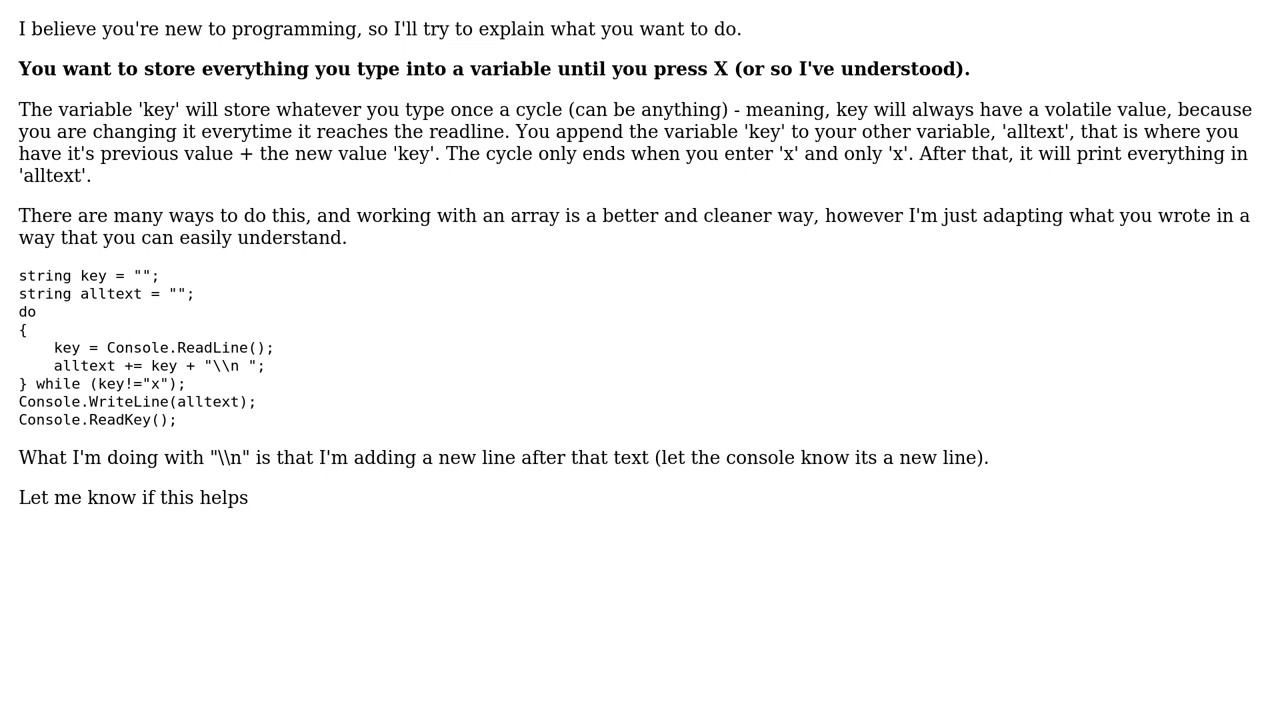 I believe you're new to programming, so I'll try to explain what you want to do.
You want to store everything you type into a variable until you press X (or so I've understood).
The variable 'key' will store whatever you type once a cycle (can be anything) - meaning, key will always have a volatile value, because
you are changing it everytime it reaches the readline. You append the variable 'key' to your other variable, 'alltext', that is where you
have it's previous value + the new value 'key'. The cycle only ends when you enter 'x' and only 'x'. After that, it will print everything in
'alltext'.
There are many ways to do this, and working with an array is a better and cleaner way, however I'm just adapting what you wrote in a
way that you can easily understand.
string key = "";
string alltext = "";
do
{
    key = Console.ReadLine();
    alltext += key + "\\n ";
} while (key!="x");
Console.WriteLine(alltext);
Console.ReadKey();
What I'm doing with "\\n" is that I'm adding a new line after that text (let the console know its a new line).
Let me know if this helps